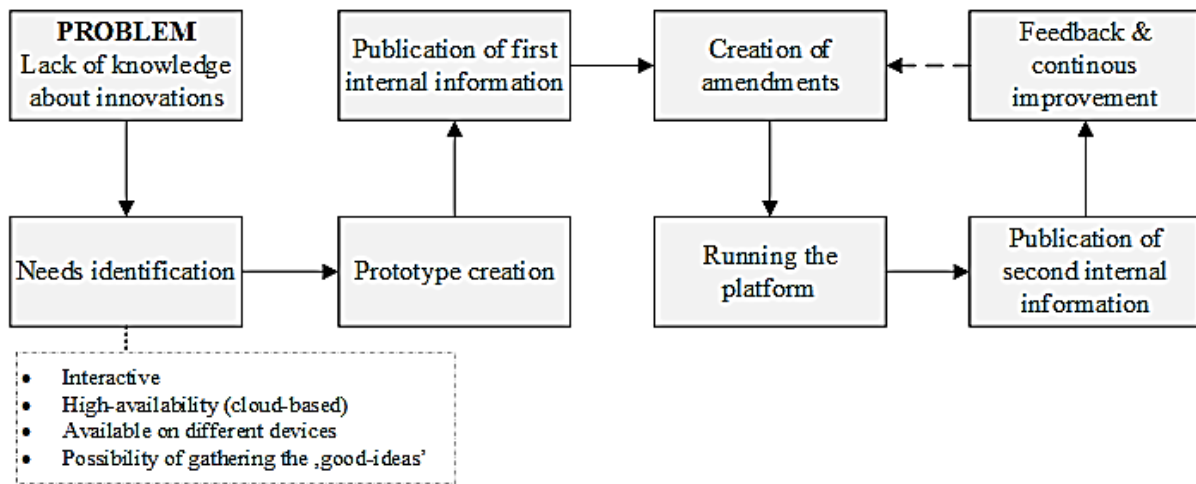 PROBLEM
Lack of knowledge
about innovations
Publication of first
internal information
Creation of
amendments
Feedback &
continous
improvement
Needs identification
Prototype creation
Running the
platform
Publication of
second internal
information
• Interactive
• High-availability (cloud-based)
• Available on different devices
• Possibility of gathering the ‚good-ideas’